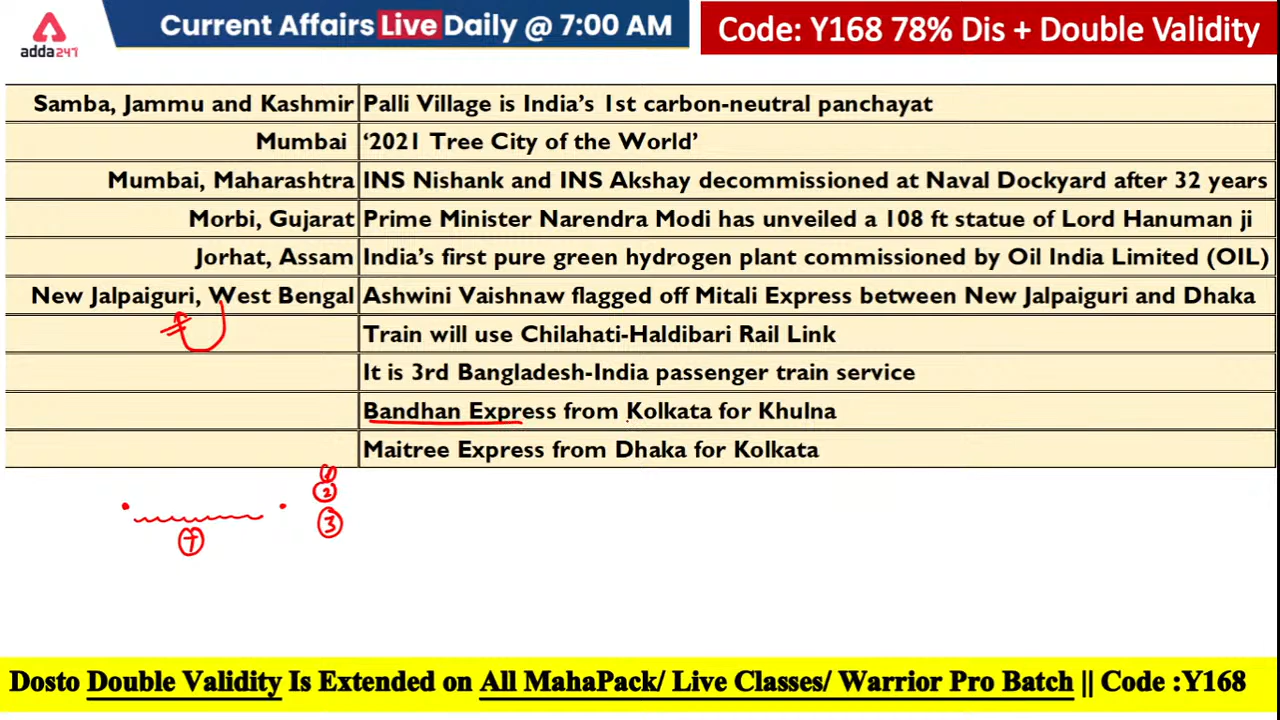 adda247
Current Affairs Live Daily @ 7:00 AM
Code: Y168 78% Dis + Double Validity
Samba, Jammu and Kashmir Palli Village is India's 1st carbon-neutral panchayat
Mumbai ‘2021 Tree City of the World’
Mumbai, Maharashtra INS Nishank and INS Akshay decommissioned at Naval Dockyard after 32 years
Morbi, Gujarat Prime Minister Narendra Modi has unveiled a 108 ft statue of Lord Hanuman ji
Jorhat, Assam India's first pure green hydrogen plant commissioned by Oil India Limited (OIL)
New Jalpaiguri, West Bengal Ashwini Vaishnaw flagged off Mitali Express between New Jalpaiguri and Dhaka
Train will use Chilahati-Haldibari Rail Link
It is 3rd Bangladesh-India passenger train service
Bandhan Express from Kolkata for Khulna
Maitree Express from Dhaka for Kolkata
1
2
3
Dosto Double Validity Is Extended on All MahaPack/ Live Classes/ Warrior Pro Batch || Code :Y168